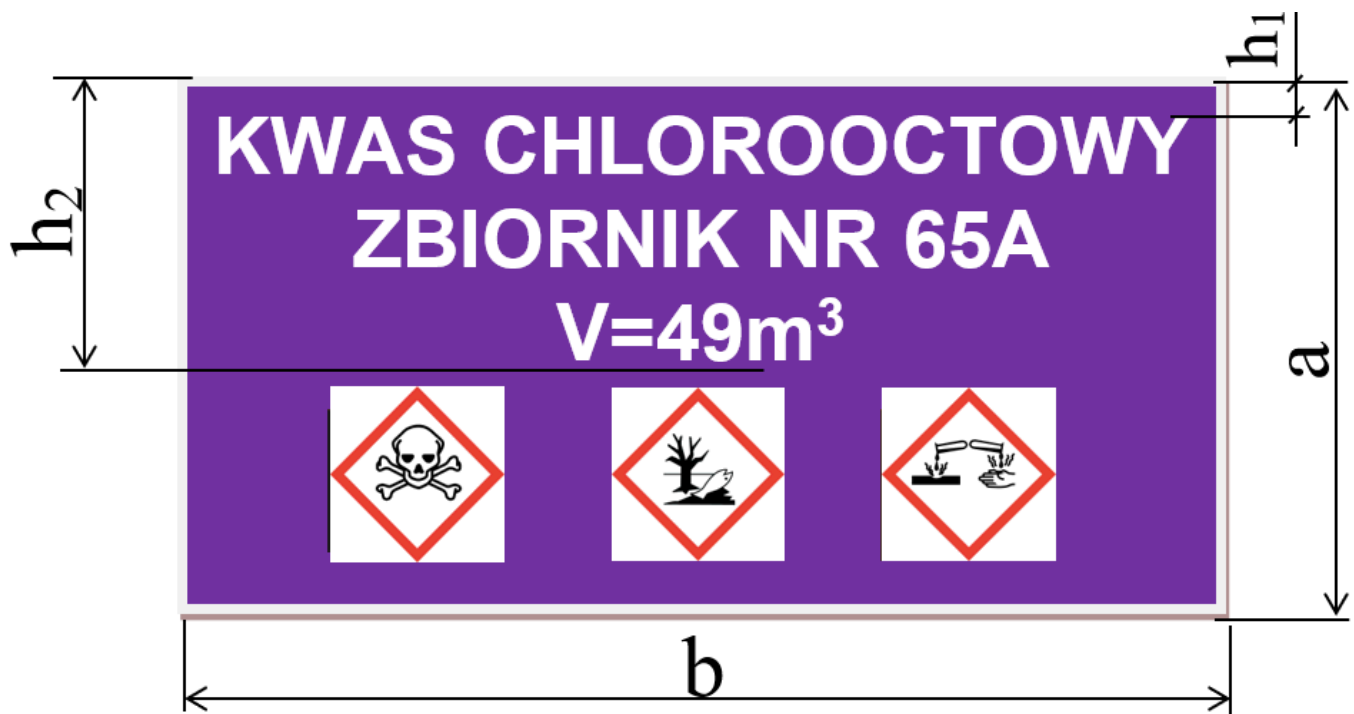 h₁
h₂
KWAS CHLOROOCTOWY
ZBIORNIK NR 65A
V=49m³
a
b